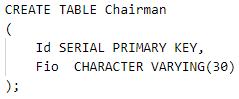 CREATE TABLE Chairman
(
    Id SERIAL PRIMARY KEY,
    Fio  CHARACTER VARYING(30)
);